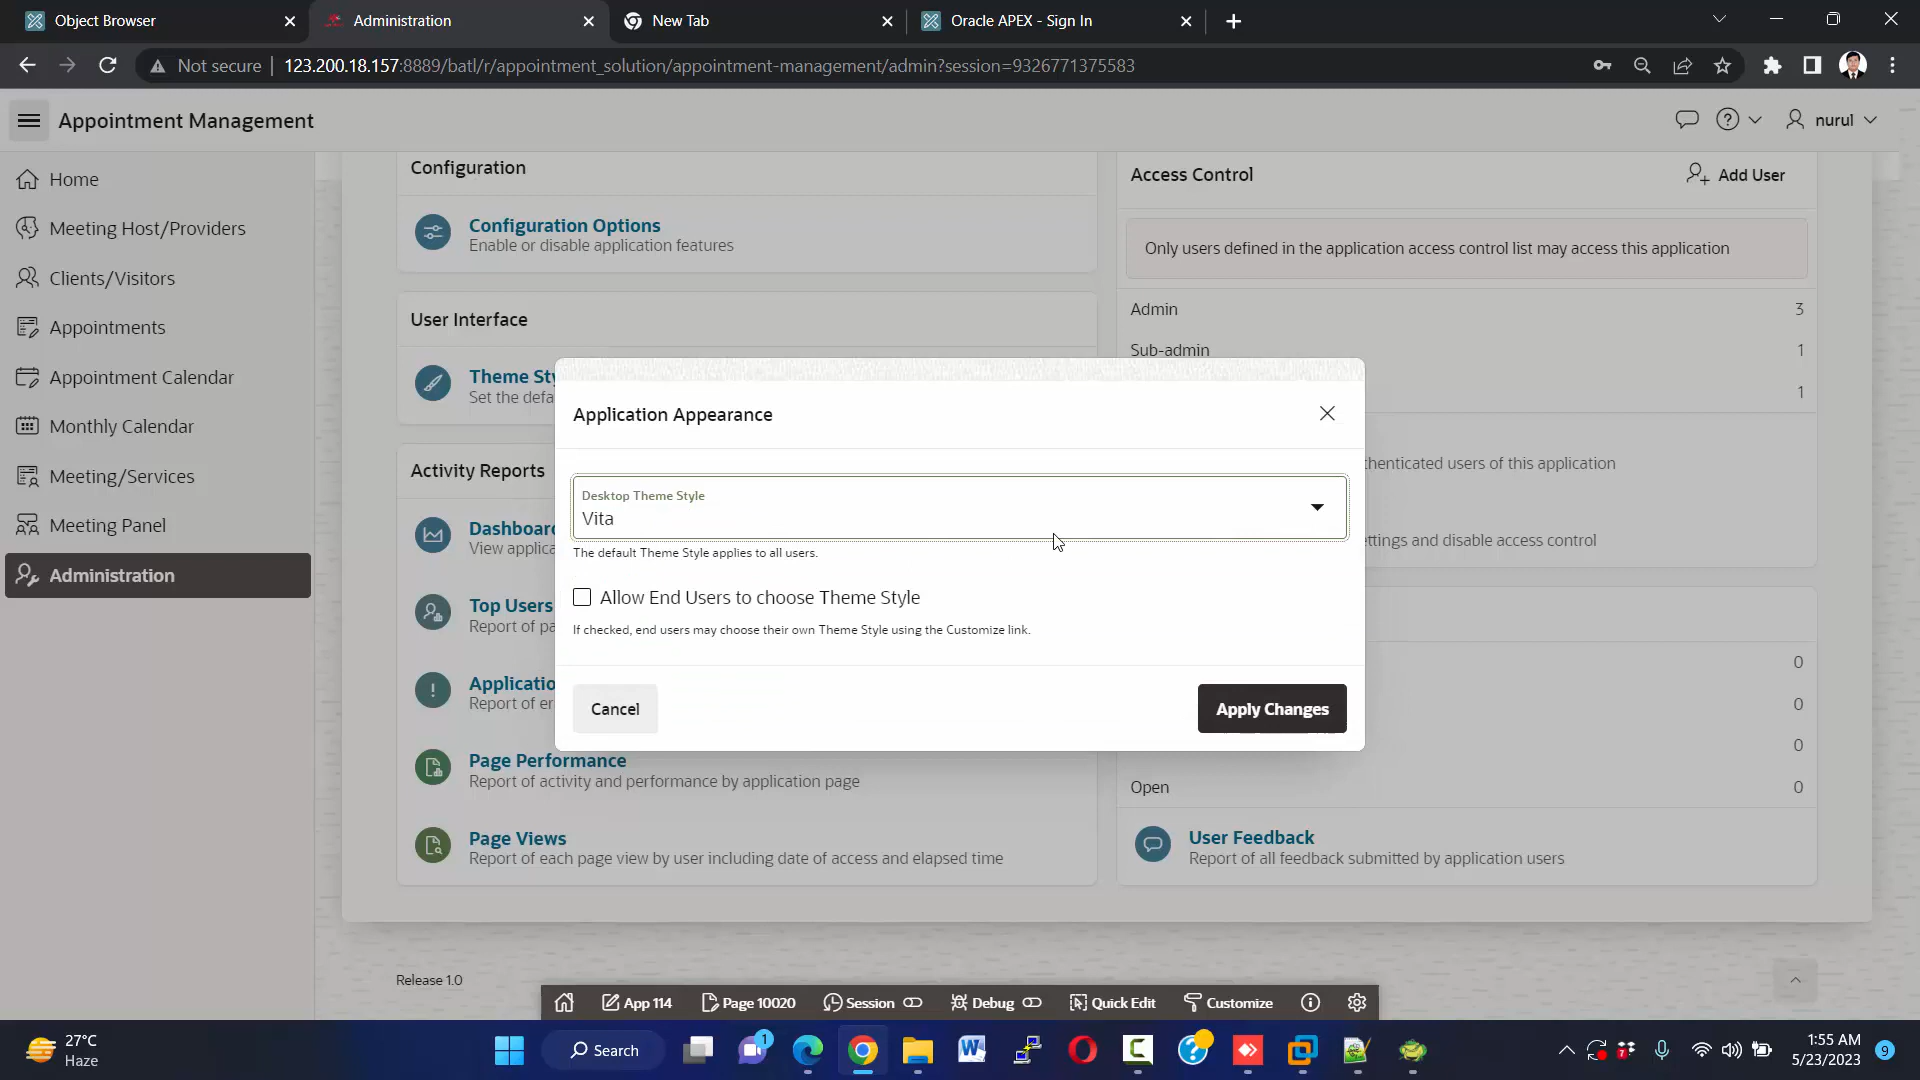 Object Browser
Administration
New Tab
Oracle APEX - Sign In
Not secure
123.200.18.157:8889/batl/r/appointment_solution/appointment-management/admin?session=9326771375583
Appointment Management
nurul
Home
Meeting Host/Providers
Clients/Visitors
Appointments
Appointment Calendar
Monthly Calendar
Meeting/Services
Meeting Panel
Administration
Configuration
Configuration Options
Enable or disable application features
User Interface
Theme Sty
Set the defa
Activity Reports
Dashboard
View applica
Top Users
Report of pa
Applicatio
Report of er
Page Performance
Report of activity and performance by application page
Page Views
Report of each page view by user including date of access and elapsed time
Access Control
Add User
Only users defined in the application access control list may access this application
Admin
3
Sub-admin
1
1
thenticated users of this application
ttings and disable access control
0
0
0
Open
0
User Feedback
Report of all feedback submitted by application users
Application Appearance
Desktop Theme Style
Vita
The default Theme Style applies to all users.
Allow End Users to choose Theme Style
If checked, end users may choose their own Theme Style using the Customize link.
Cancel
Apply Changes
Release 1.0
App 114
Page 10020
Session
Debug
Quick Edit
Customize
27°C
Haze
Search
1
7
1:55 AM
5/23/2023
9